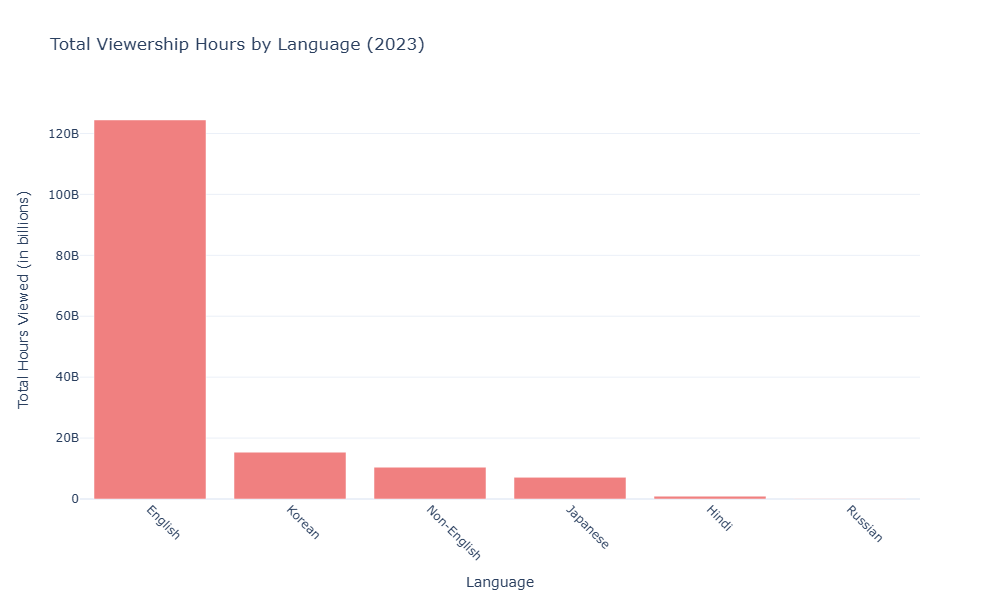 Total Viewership Hours by Language (2023)
Total Hours Viewed (in billions)
120B
100B
80B
60B
40B
20B
0
English
Korean
Non-English
Japanese
Hindi
Russian
Language